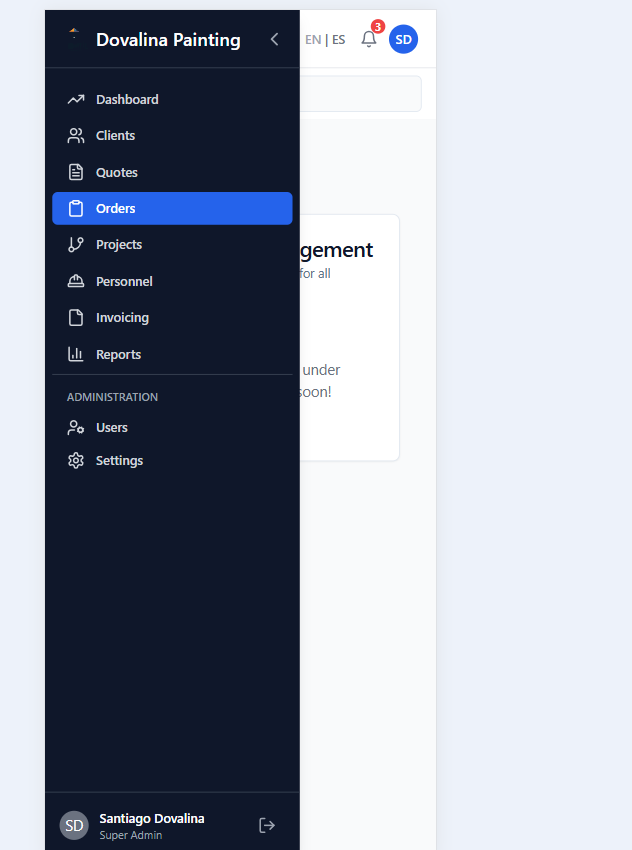 Dovalina Painting
EN | ES
3
SD
Dashboard
Clients
Quotes
Orders
Projects
Personnel
Invoicing
Reports
ADMINISTRATION
Users
Settings
gement
for all
under
soon!
SD
Santiago Dovalina
Super Admin